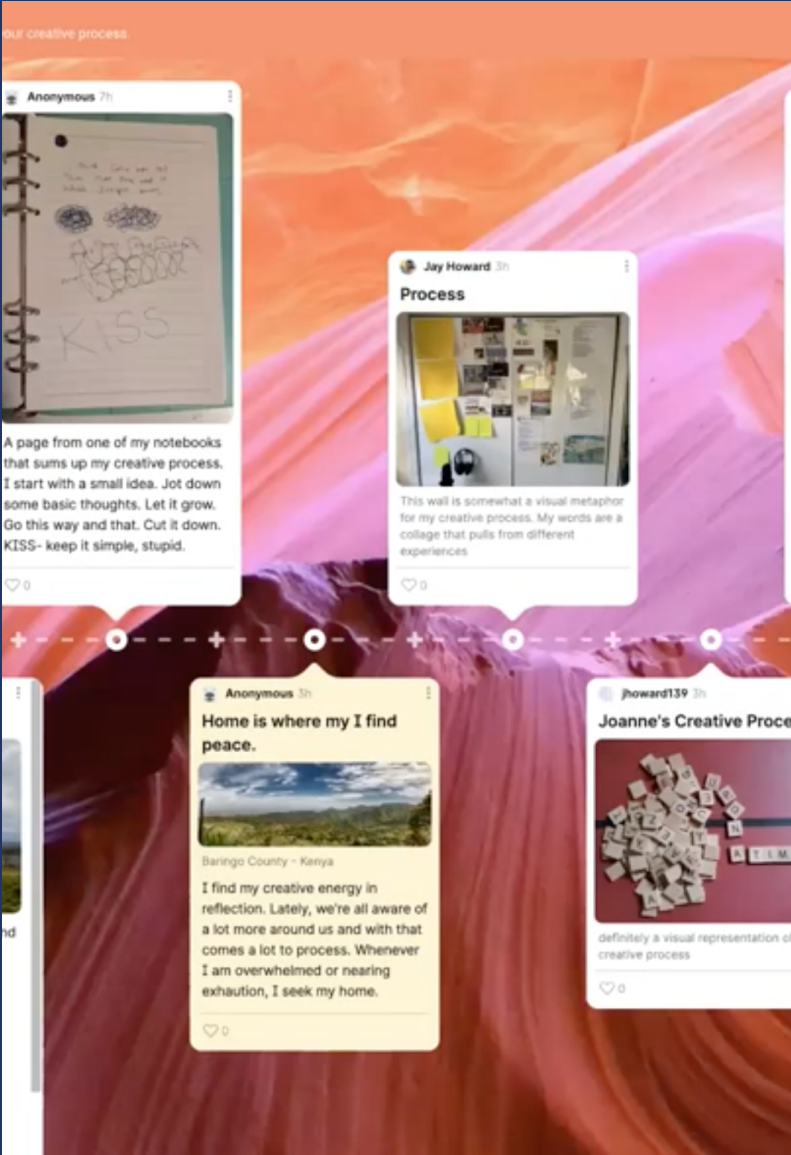 your creative process.
Anonymous 7h
KISS
A page from one of my notebooks
that sums up my creative process.
I start with a small idea. Jot down
some basic thoughts. Let it grow.
Go this way and that. Cut it down.
KISS- keep it simple, stupid.
0
Jay Howard 3h
Process
This wall is somewhat a visual metaphor
for my creative process. My words are a
collage that pulls from different
experiences
0
nd
Anonymous 3h
Home is where my I find
peace.
Baringo County - Kenya
I find my creative energy in
reflection. Lately, we're all aware of
a lot more around us and with that
comes a lot to process. Whenever
I am overwhelmed or nearing
exhaution, I seek my home.
0
jhoward139 3h
Joanne's Creative Proce
A T I M
definitely a visual representation of
creative process
0